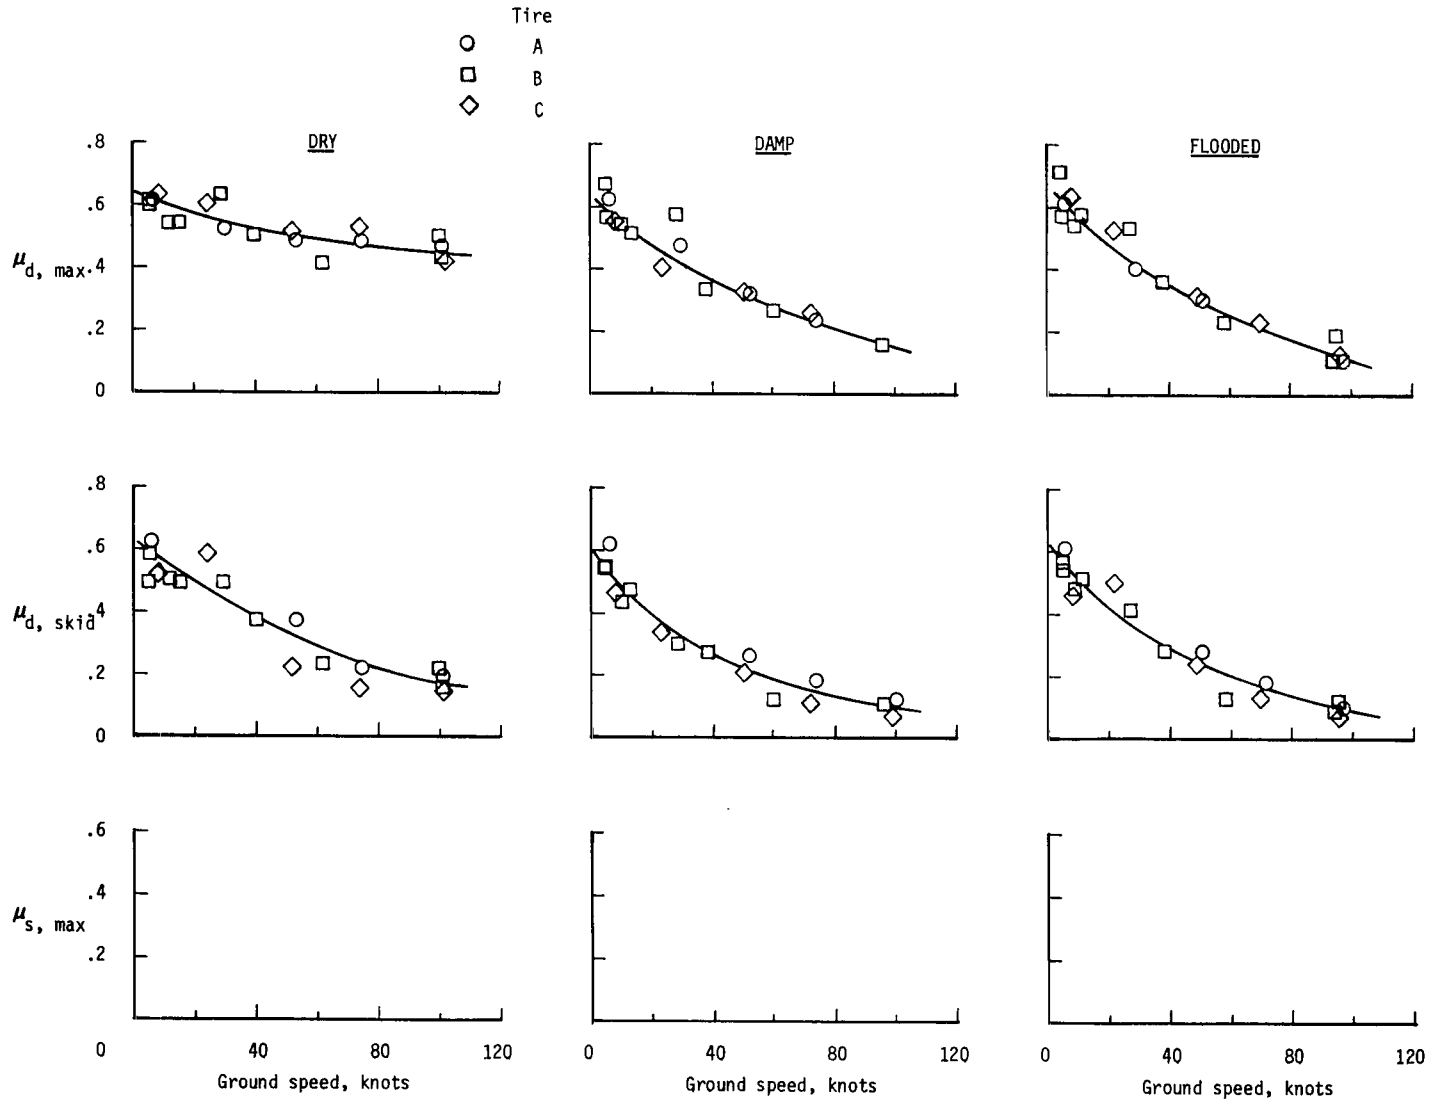 Tire
A
B
C
DRY
DAMP
FLOODED
.8
.6
μd, max .4
.2
0
.8
.6
μd, skid .4
.2
0
.6
.4
μs, max
.2
0 40 80 120 0 40 80 120 0 40 80 120
Ground speed, knots Ground speed, knots Ground speed, knots